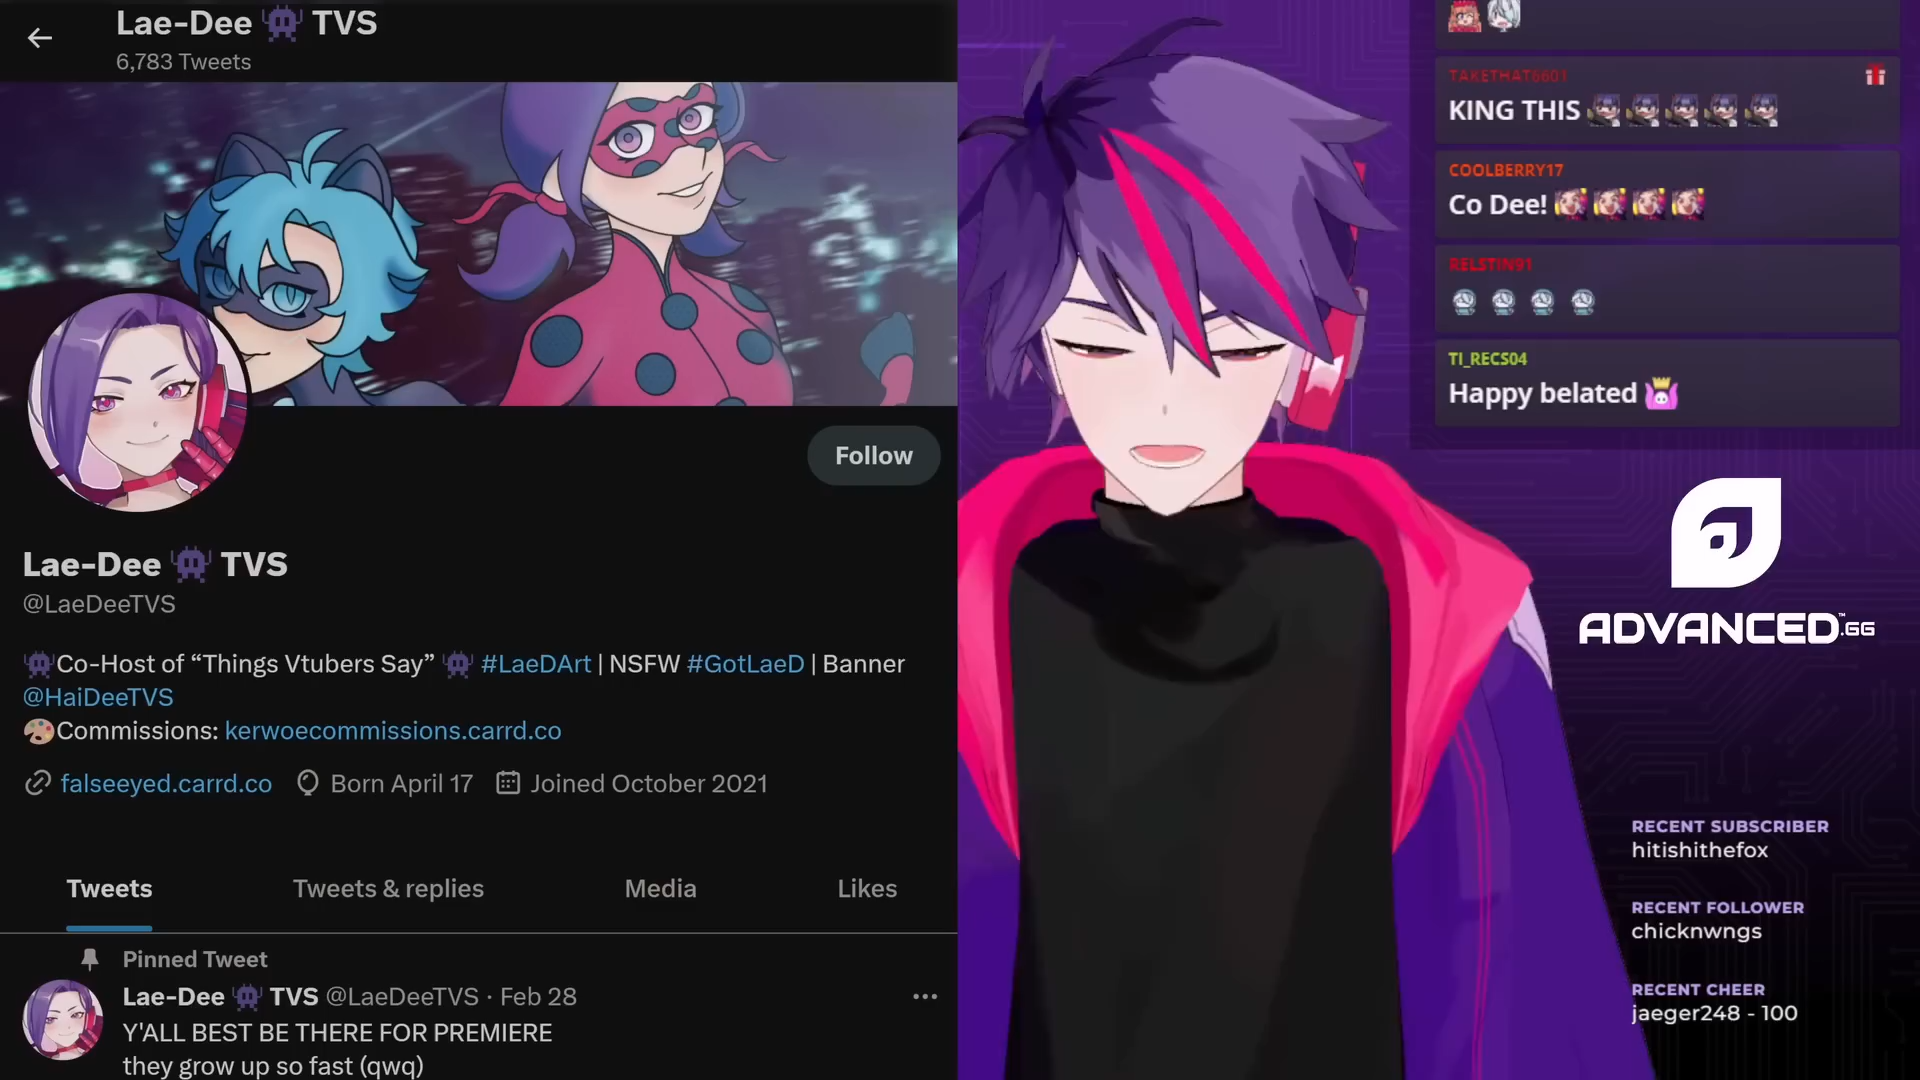 Lae-Dee 👾 TVS
6,783 Tweets
Follow
Lae-Dee 👾 TVS
@LaeDeeTVS
👾Co-Host of “Things Vtubers Say” 👾 #LaeDArt | NSFW #GotLaeD | Banner
@HaiDeeTVS
🎨Commissions: kerwoecommissions.carrd.co
falseeyed.carrd.co Born April 17 Joined October 2021
Tweets Tweets & replies Media Likes
Pinned Tweet
Lae-Dee 👾 TVS @LaeDeeTVS · Feb 28
Y'ALL BEST BE THERE FOR PREMIERE
they grow up so fast (qwq)
TAKETHAT6601
KING THIS
COOLBERRY17
Co Dee!
RELSTIN91
TI_RECS04
Happy belated
ADVANCED.GG™
RECENT SUBSCRIBER
hitishithefox
RECENT FOLLOWER
chicknwngs
RECENT CHEER
jaeger248 - 100